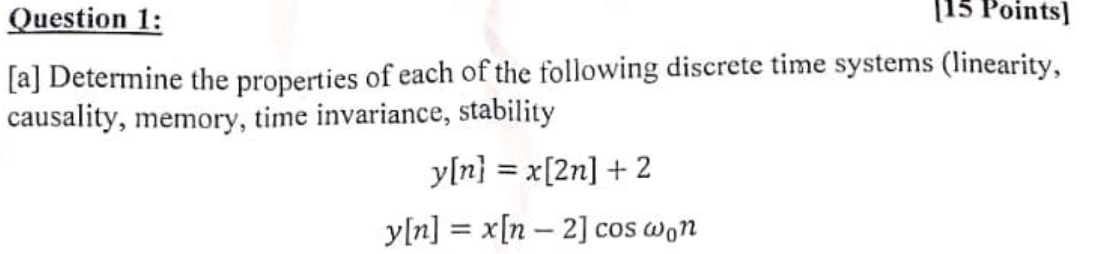 Question 1:
[15 Points]
[a] Determine the properties of each of the following discrete time systems (linearity,
causality, memory, time invariance, stability
y[n] = x[2n] + 2
y[n] = x[n − 2] cos ω₀n